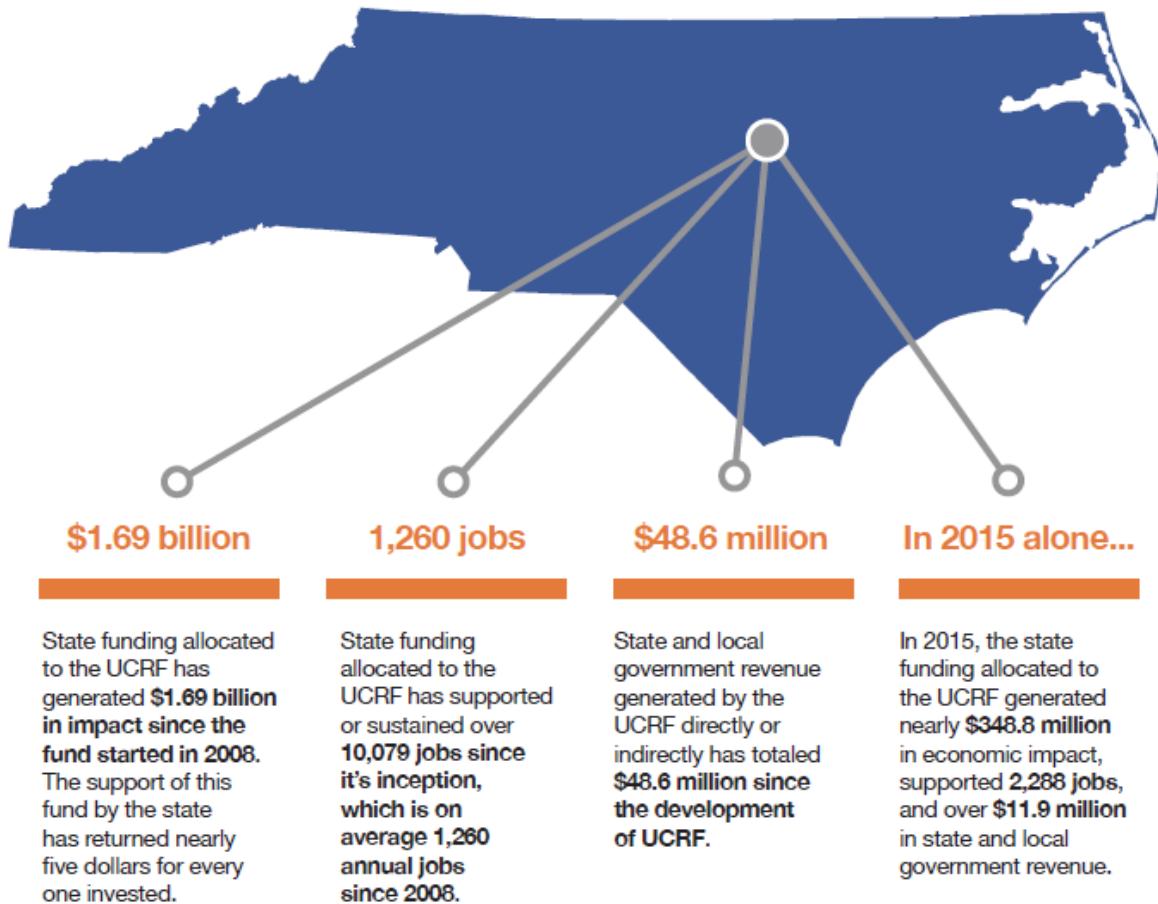 $1.69 billion
State funding allocated
to the UCRF has
generated $1.69 billion
in impact since the
fund started in 2008.
The support of this
fund by the state
has returned nearly
five dollars for every
one invested.
1,260 jobs
State funding
allocated to the
UCRF has supported
or sustained over
10,079 jobs since
it's inception,
which is on
average 1,260
annual jobs
since 2008.
$48.6 million
State and local
government revenue
generated by the
UCRF directly or
indirectly has totaled
$48.6 million since
the development
of UCRF.
In 2015 alone...
In 2015, the state
funding allocated to
the UCRF generated
nearly $348.8 million
in economic impact,
supported 2,288 jobs,
and over $11.9 million
in state and local
government revenue.